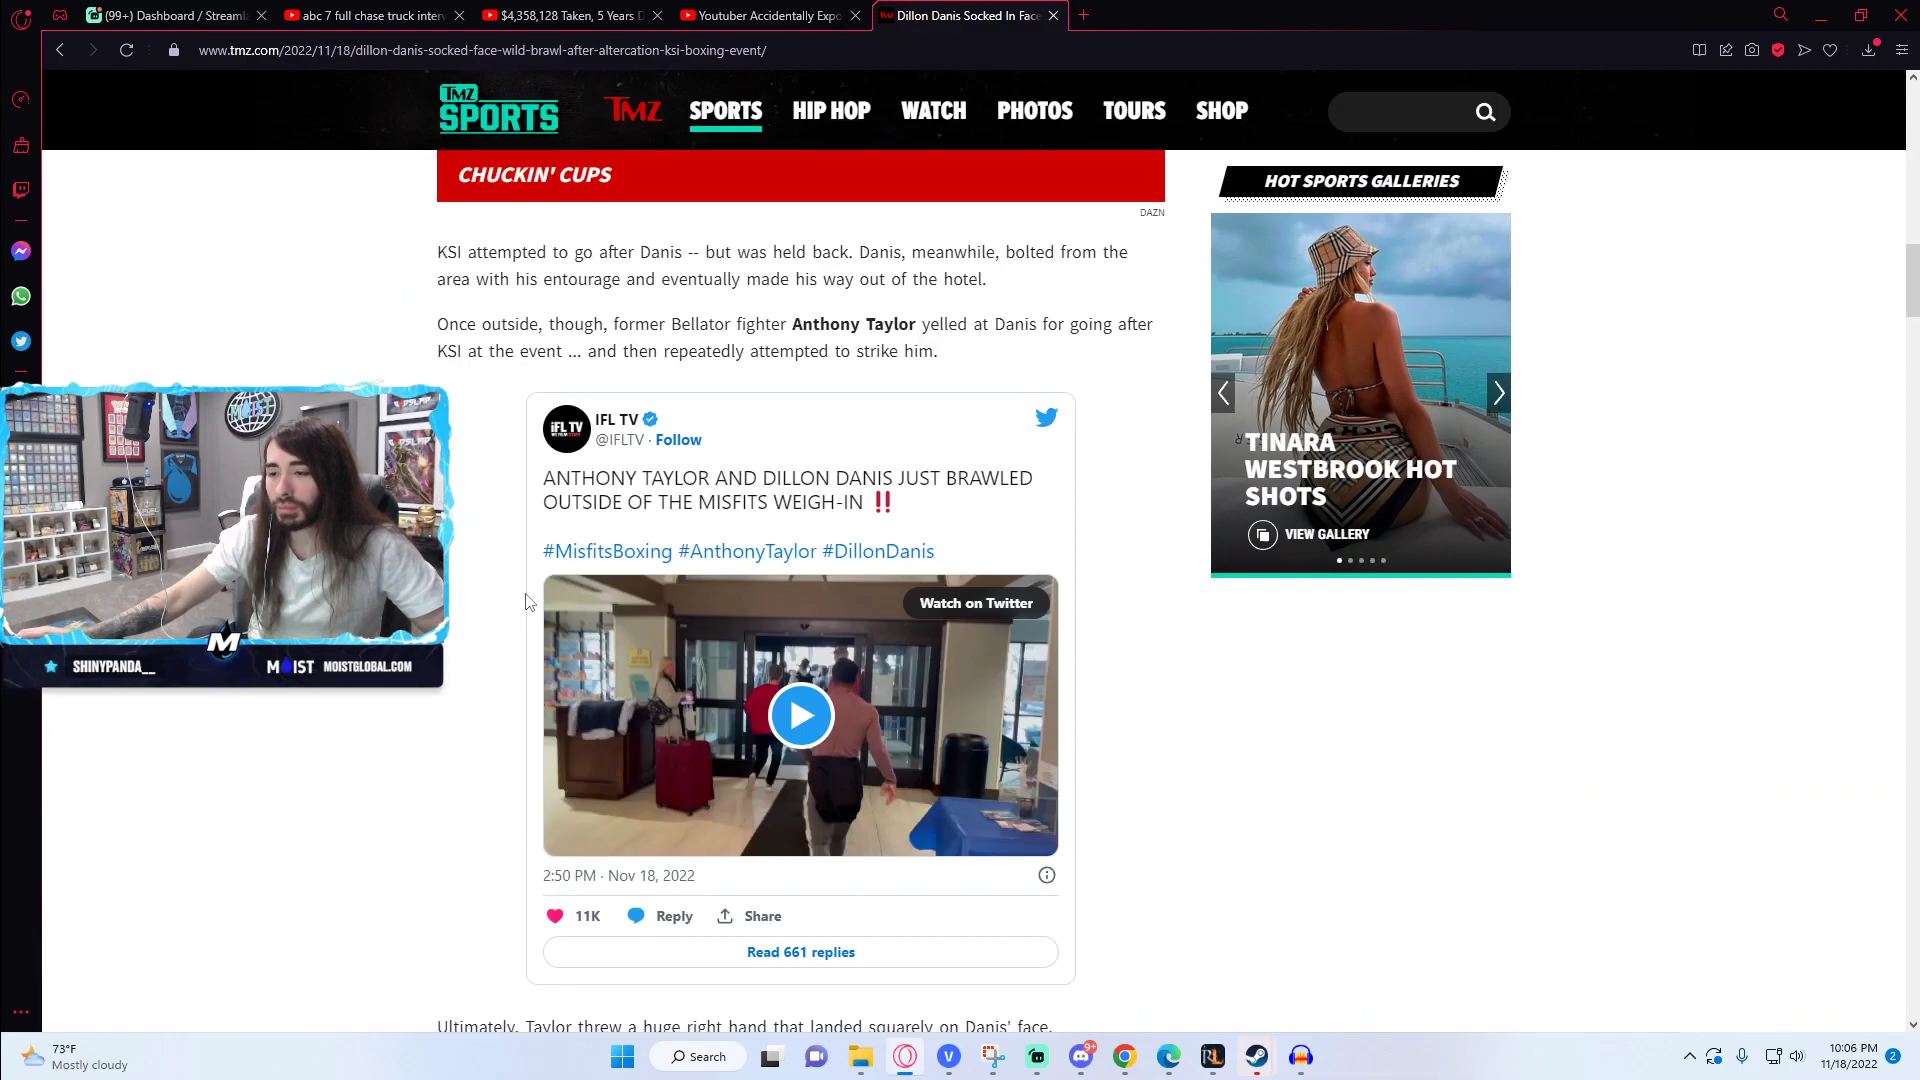 (99+) Dashboard / Streamla
abc 7 full chase truck interv
$4,358,128 Taken, 5 Years D
Youtuber Accidentally Expo
Dillon Danis Socked In Face
www.tmz.com/2022/11/18/dillon-danis-socked-face-wild-brawl-after-altercation-ksi-boxing-event/
TMZ SPORTS
TMZ
SPORTS
HIP HOP
WATCH
PHOTOS
TOURS
SHOP
CHUCKIN' CUPS
DAZN
KSI attempted to go after Danis -- but was held back. Danis, meanwhile, bolted from the
area with his entourage and eventually made his way out of the hotel.
Once outside, though, former Bellator fighter Anthony Taylor yelled at Danis for going after
KSI at the event ... and then repeatedly attempted to strike him.
iFL TV
IFL TV
@IFLTV · Follow
ANTHONY TAYLOR AND DILLON DANIS JUST BRAWLED
OUTSIDE OF THE MISFITS WEIGH-IN ‼️
#MisfitsBoxing #AnthonyTaylor #DillonDanis
Watch on Twitter
2:50 PM · Nov 18, 2022
11K
Reply
Share
Read 661 replies
Ultimately, Taylor threw a huge right hand that landed squarely on Danis' face.
HOT SPORTS GALLERIES
TINARA
WESTBROOK HOT
SHOTS
VIEW GALLERY
MOIST
SHINYPANDA__
M
MOIST
MOISTGLOBAL.COM
73°F
Mostly cloudy
Search
V
9+
RL
10:06 PM
11/18/2022
2